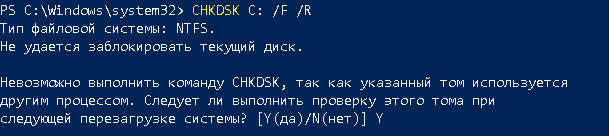 PS C:\Windows\system32> CHKDSK C: /F /R
Тип файловой системы: NTFS.
Не удается заблокировать текущий диск.
Невозможно выполнить команду CHKDSK, так как указанный том используется
другим процессом. Следует ли выполнить проверку этого тома при
следующей перезагрузке системы? [Y(да)/N(нет)] Y